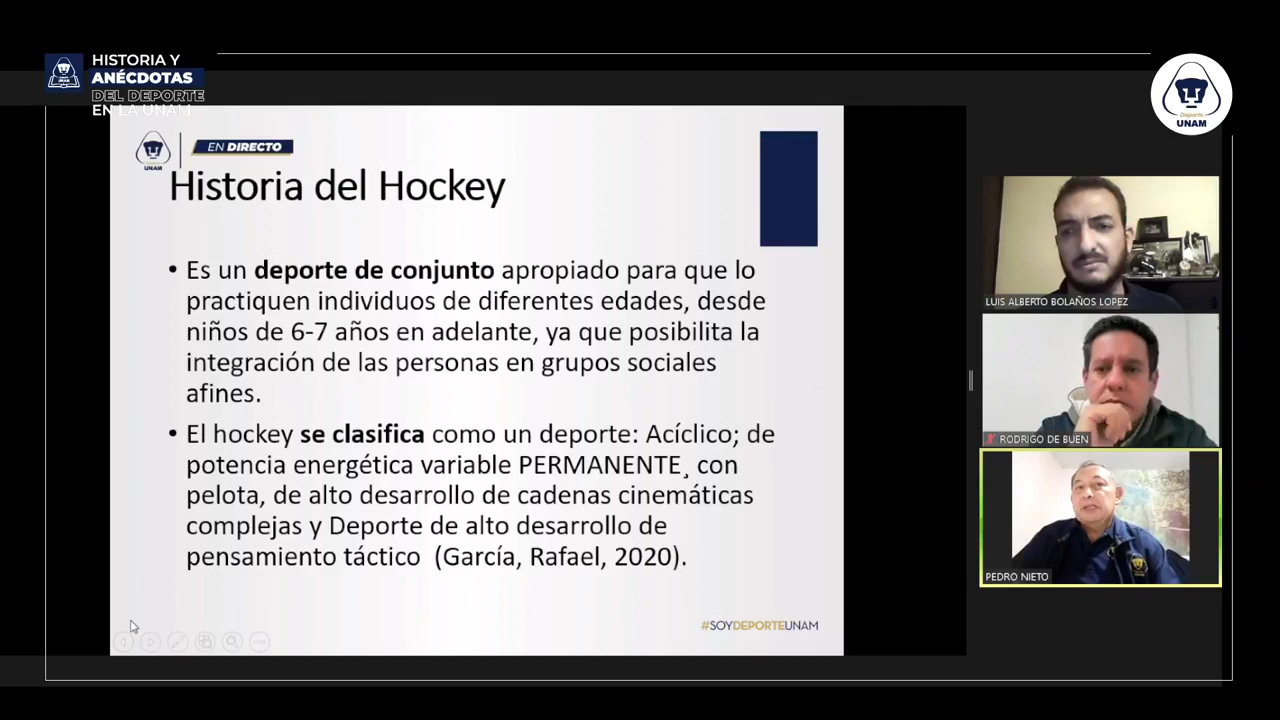 HISTORIA Y
ANÉCDOTAS
DEL DEPORTE
EN LA UNAM
Deporte
UNAM
UNAM
EN DIRECTO
Historia del Hockey
• Es un deporte de conjunto apropiado para que lo
practiquen individuos de diferentes edades, desde
niños de 6-7 años en adelante, ya que posibilita la
integración de las personas en grupos sociales
afines.
• El hockey se clasifica como un deporte: Acíclico; de
potencia energética variable PERMANENTE¸ con
pelota, de alto desarrollo de cadenas cinemáticas
complejas y Deporte de alto desarrollo de
pensamiento táctico (García, Rafael, 2020).
#SOYDEPORTEUNAM
LUIS ALBERTO BOLAÑOS LOPEZ
RODRIGO DE BUEN
UNAM
PEDRO NIETO